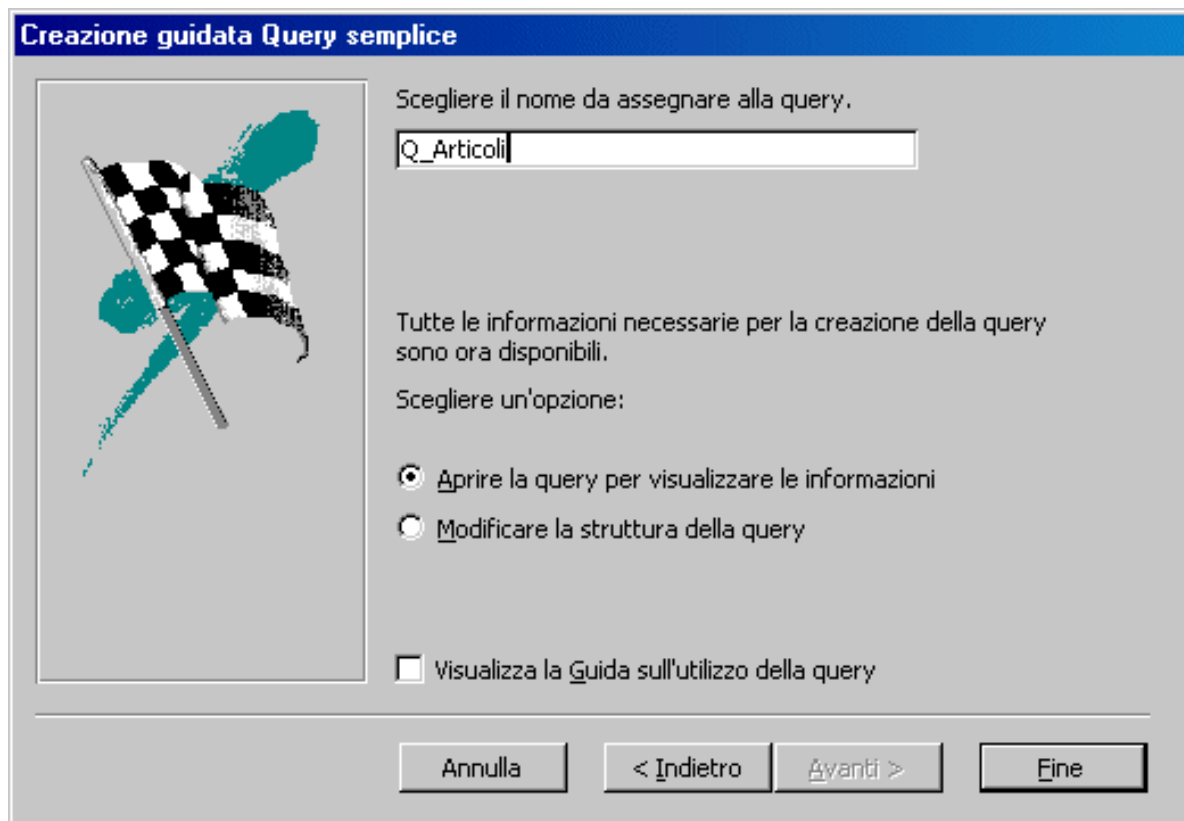 Creazione guidata Query semplice
Scegliere il nome da assegnare alla query.
Q_Articoli
Tutte le informazioni necessarie per la creazione della query
sono ora disponibili.
Scegliere un'opzione:
Aprire la query per visualizzare le informazioni
Modificare la struttura della query
Visualizza la Guida sull'utilizzo della query
Annulla
< Indietro
Avanti >
Fine